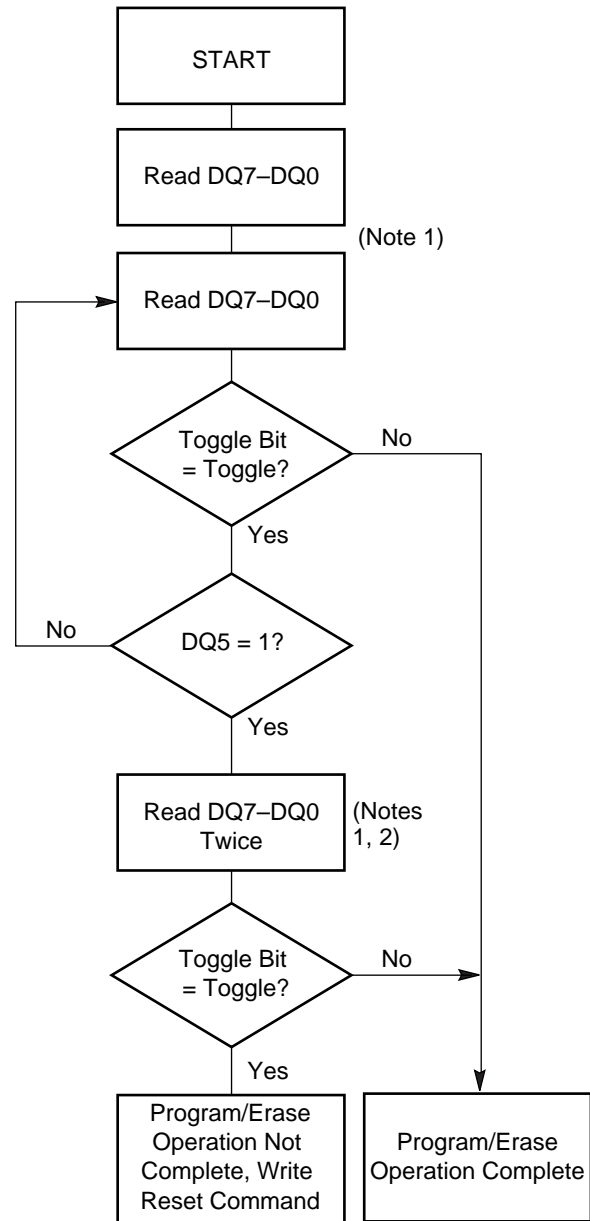 START
Read DQ7–DQ0
(Note 1)
Read DQ7–DQ0
Toggle Bit
= Toggle?
No
Yes
No
DQ5 = 1?
Yes
Read DQ7–DQ0
Twice
(Notes
1, 2)
Toggle Bit
= Toggle?
No
Yes
Program/Erase
Operation Not
Complete, Write
Reset Command
Program/Erase
Operation Complete